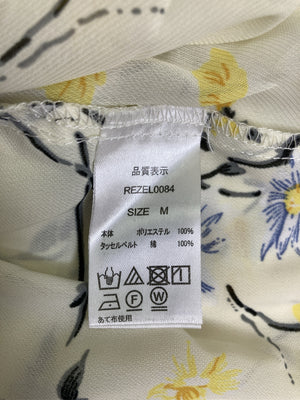 品質表示
REZEL0084
SIZE M
本体 ポリエステル 100%
タッセルベルト 綿 100%
F W
あて布使用